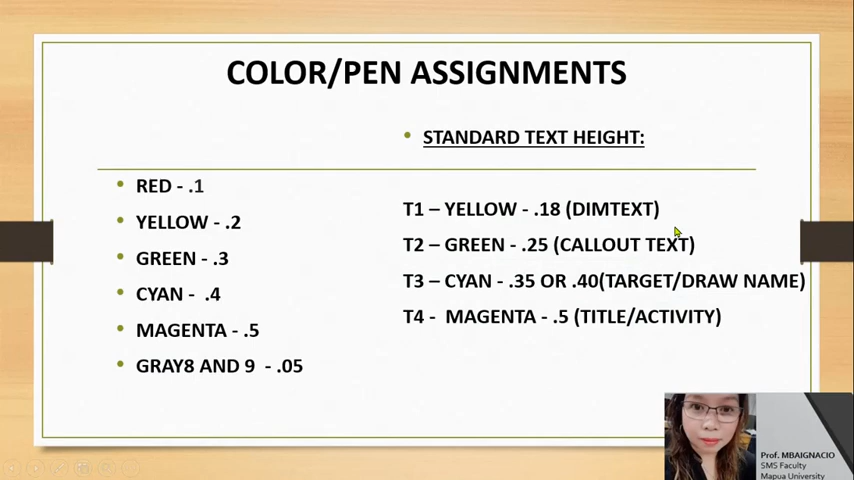 COLOR/PEN ASSIGNMENTS
• STANDARD TEXT HEIGHT:
• RED - .1
• YELLOW - .2
• GREEN - .3
• CYAN - .4
• MAGENTA - .5
• GRAY8 AND 9 - .05
T1 – YELLOW - .18 (DIMTEXT)
T2 – GREEN - .25 (CALLOUT TEXT)
T3 – CYAN - .35 OR .40(TARGET/DRAW NAME)
T4 - MAGENTA - .5 (TITLE/ACTIVITY)
Prof. MBAIGNACIO
SMS Faculty
Mapua University